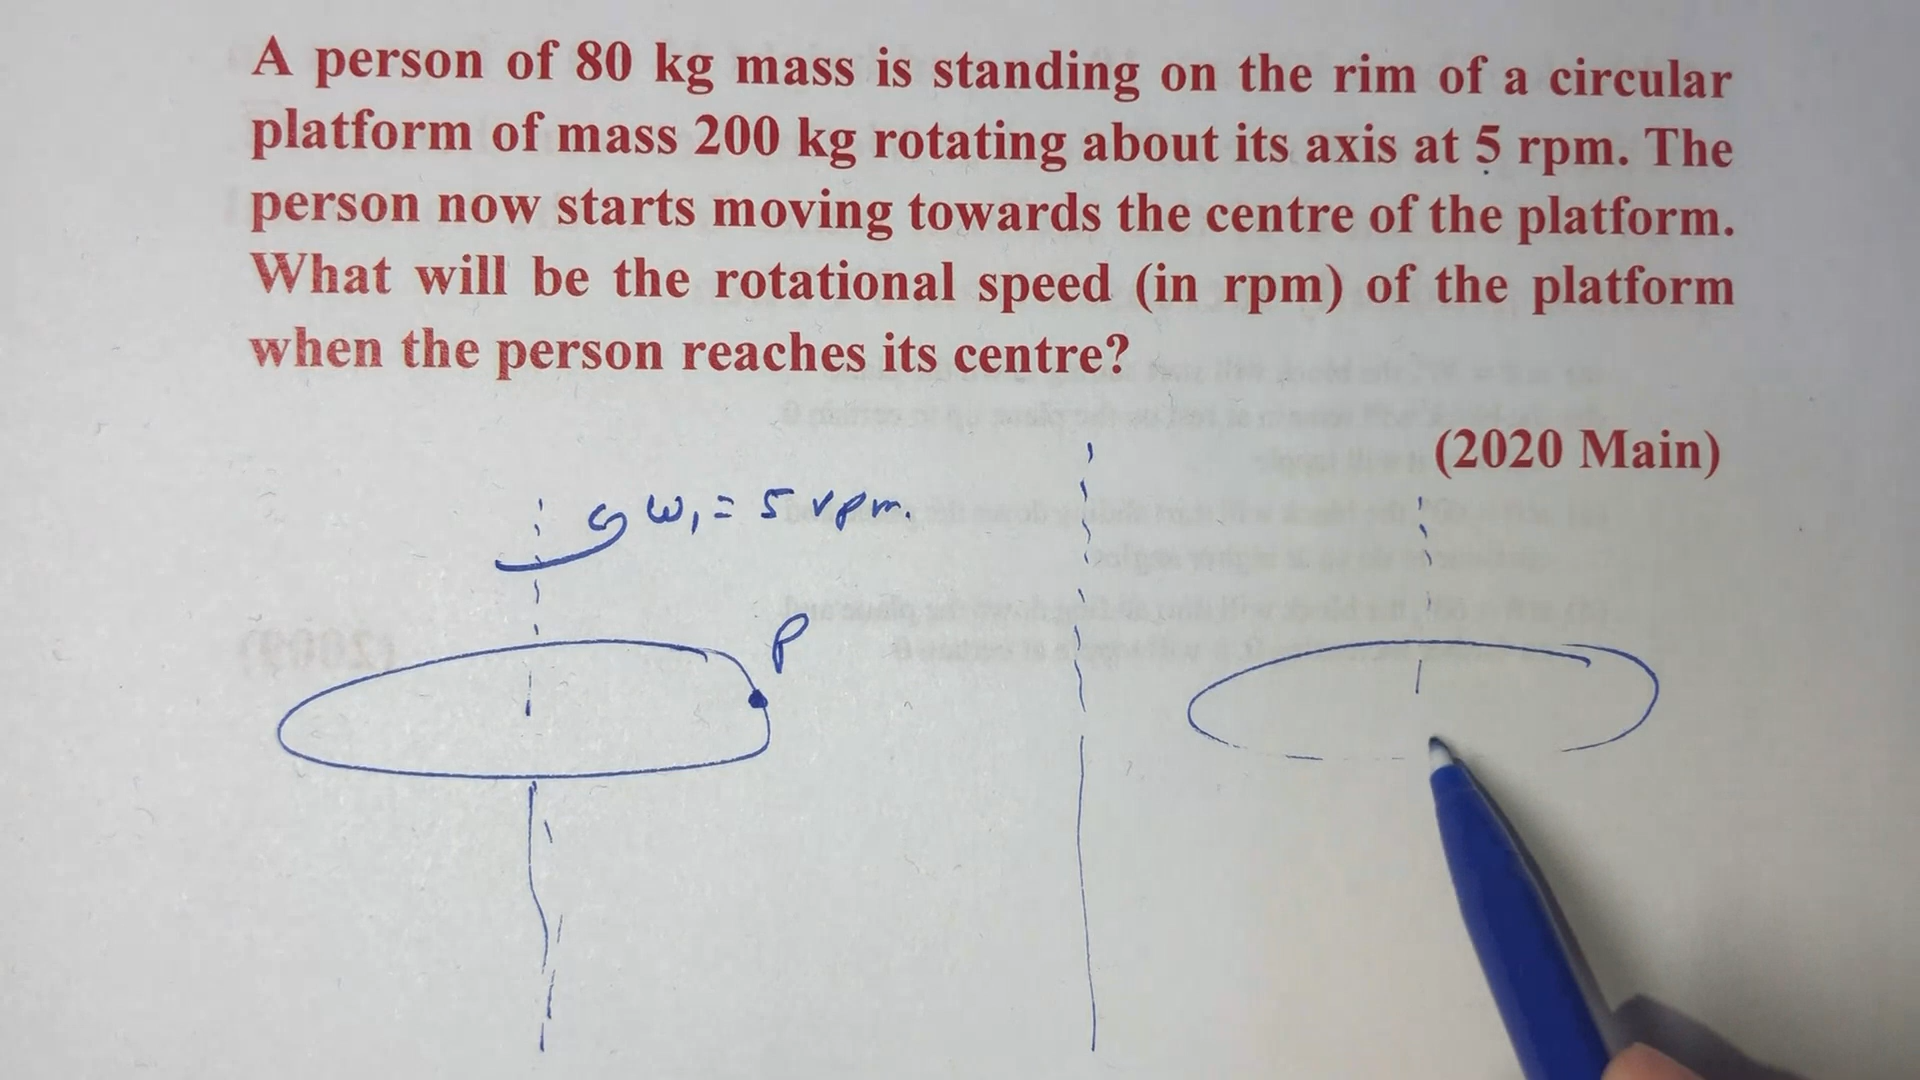 A person of 80 kg mass is standing on the rim of a circular
platform of mass 200 kg rotating about its axis at 5 rpm. The
person now starts moving towards the centre of the platform.
What will be the rotational speed (in rpm) of the platform
when the person reaches its centre?
(2020 Main)
ω₁ = 5 rpm.
P